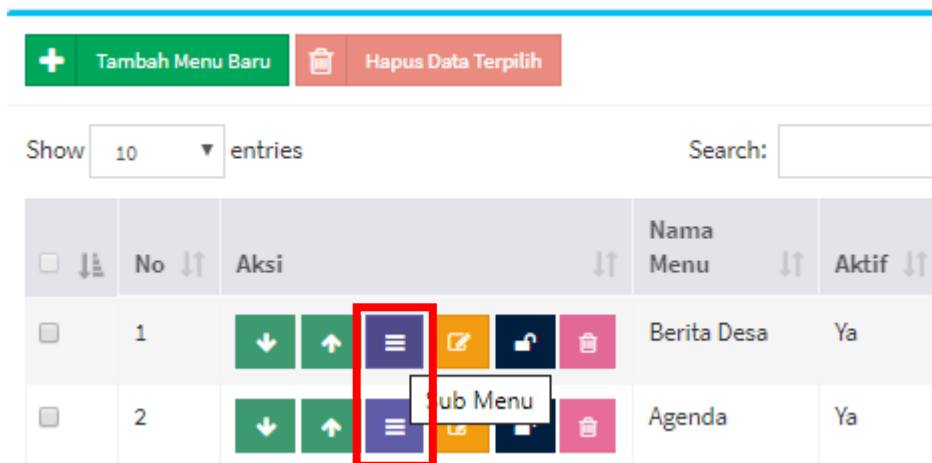 Tambah Menu Baru Hapus Data Terpilih
Show 10 entries Search:
No Aksi Nama Menu Aktif
1 Berita Desa Ya
Sub Menu
2 Agenda Ya